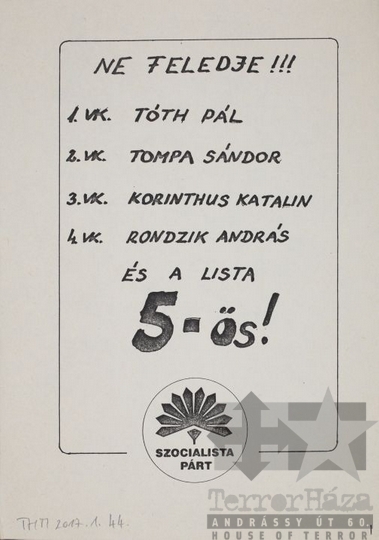 NE FELEDJE!!!
1. VK. TÓTH PÁL
2. VK. TOMPA SÁNDOR
3. VK. KORINTHUS KATALIN
4. VK. RONDZIK ANDRÁS
ÉS A LISTA
5-ös!
SZOCIALISTA
PÁRT
TerrorHáza
ANDRÁSSY ÚT 60.
HOUSE OF TERROR
THM 2017.1.44.